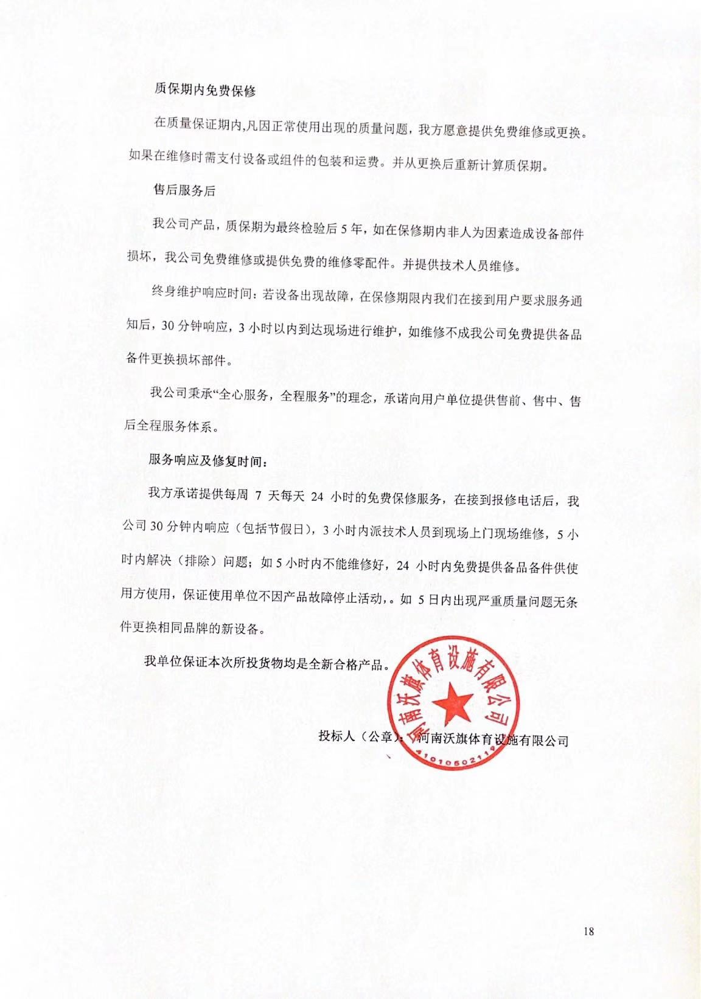 质保期内免费保修
在质量保证期内,凡因正常使用出现的质量问题，我方愿意提供免费维修或更换。
如果在维修时需支付设备或组件的包装和运费。并从更换后重新计算质保期。
售后服务后
我公司产品，质保期为最终检验后 5 年，如在保修期内非人为因素造成设备部件
损坏，我公司免费维修或提供免费的维修零配件。并提供技术人员维修。
终身维护响应时间：若设备出现故障，在保修期限内我们在接到用户要求服务通
知后，30 分钟响应，3 小时以内到达现场进行维护，如维修不成我公司免费提供备品
备件更换损坏部件。
我公司秉承“全心服务，全程服务”的理念，承诺向用户单位提供售前、售中、售
后全程服务体系。
服务响应及修复时间：
我方承诺提供每周 7 天每天 24 小时的免费保修服务，在接到报修电话后，我
公司 30 分钟内响应（包括节假日），3 小时内派技术人员到现场上门现场维修，5 小
时内解决（排除）问题；如 5 小时内不能维修好，24 小时内免费提供备品备件供使
用方使用，保证使用单位不因产品故障停止活动，。如 5 日内出现严重质量问题无条
件更换相同品牌的新设备。
我单位保证本次所投货物均是全新合格产品。
河南沃旗体育设施有限公司
投标人（公章）：河南沃旗体育设施有限公司
18